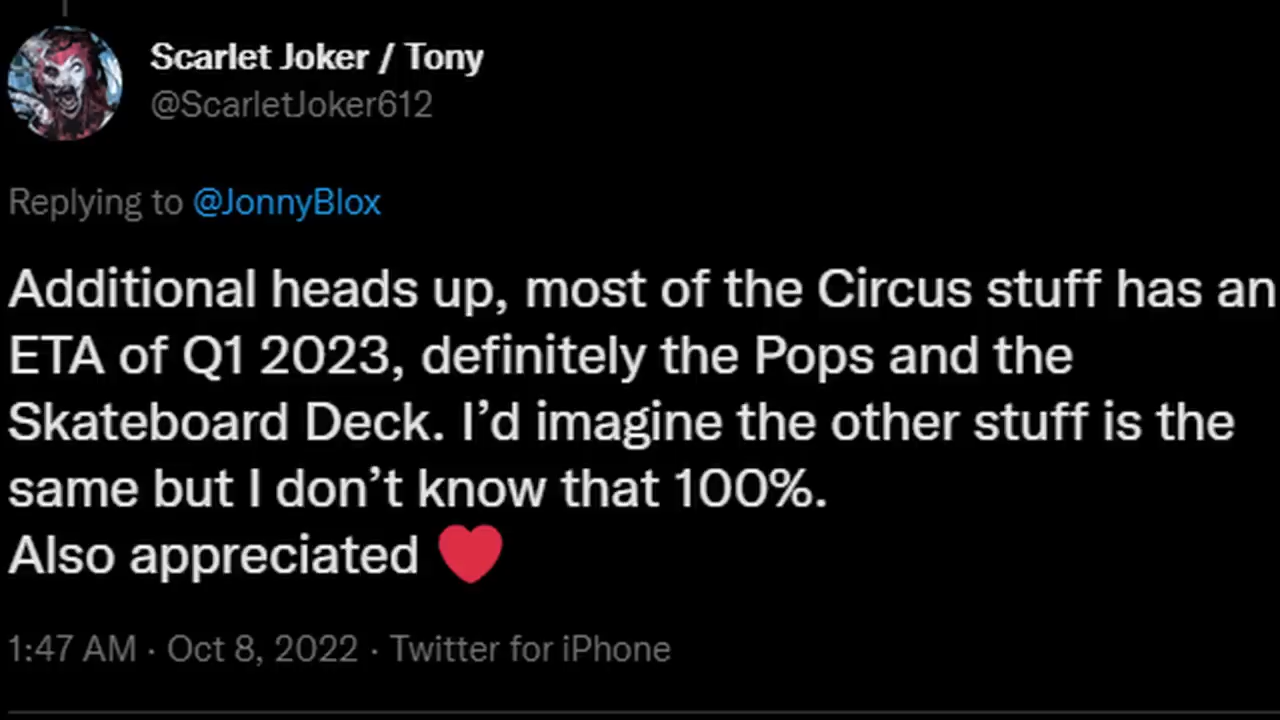 Scarlet Joker / Tony
@ScarletJoker612
Replying to @JonnyBlox
Additional heads up, most of the Circus stuff has an
ETA of Q1 2023, definitely the Pops and the
Skateboard Deck. I’d imagine the other stuff is the
same but I don’t know that 100%.
Also appreciated ❤️
1:47 AM · Oct 8, 2022 · Twitter for iPhone